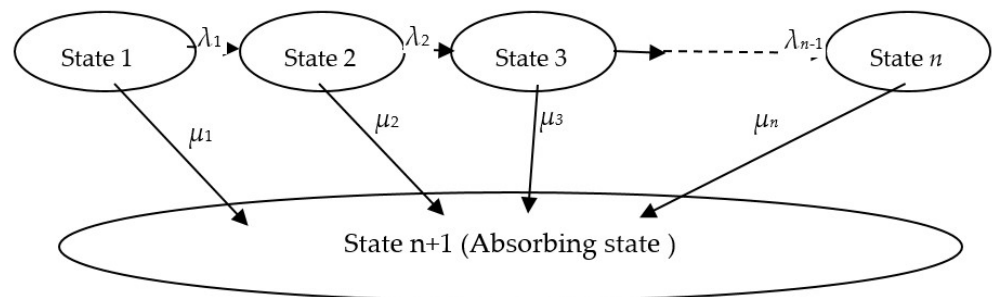 State 1 λ1 State 2 λ2 State 3 λn-1 State n
μ1 μ2 μ3 μn
State n+1 (Absorbing state )